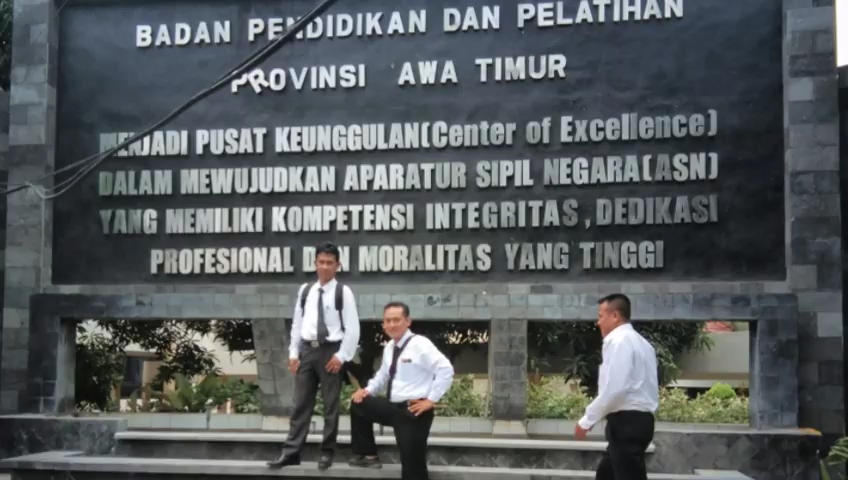 BADAN PENDIDIKAN DAN PELATIHAN
PROVINSI AWA TIMUR
MENJADI PUSAT KEUNGGULAN(Center of Excellence)
DALAM MEWUJUDKAN APARATUR SIPIL NEGARA(ASN)
YANG MEMILIKI KOMPETENSI INTEGRITAS, DEDIKASI
PROFESIONAL DAN MORALITAS YANG TINGGI